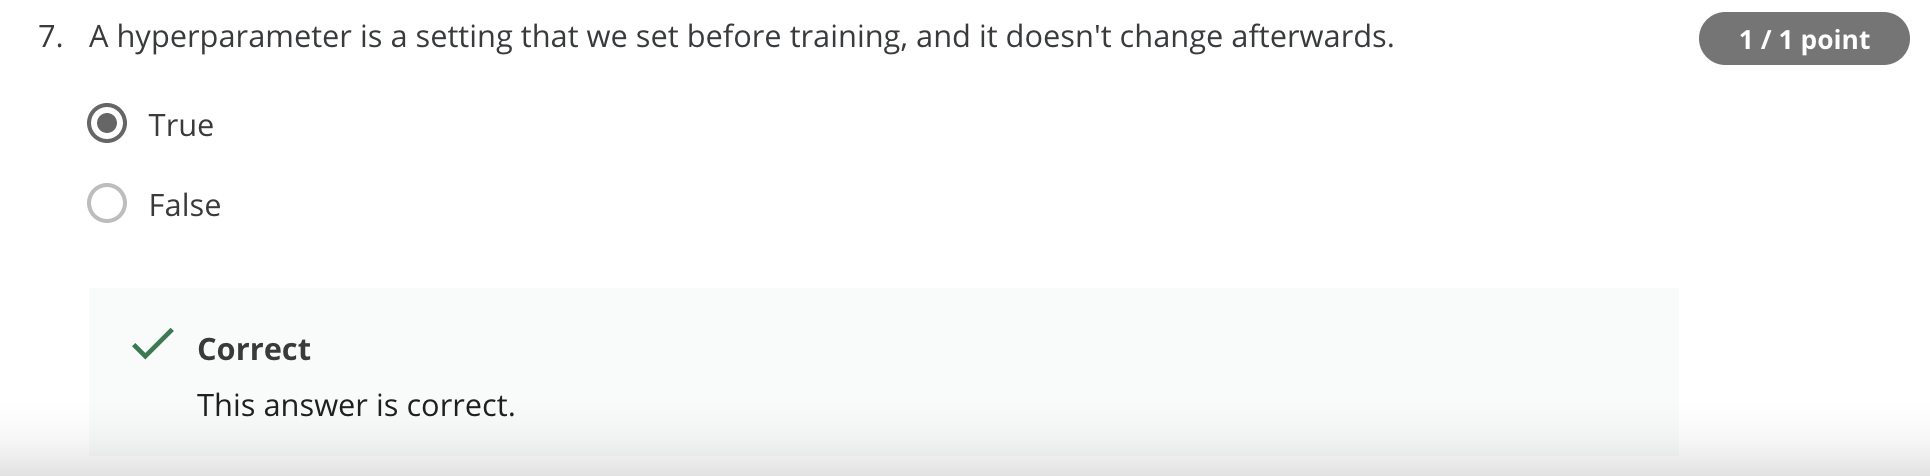 7. A hyperparameter is a setting that we set before training, and it doesn't change afterwards.
1 / 1 point
True
False
Correct
This answer is correct.